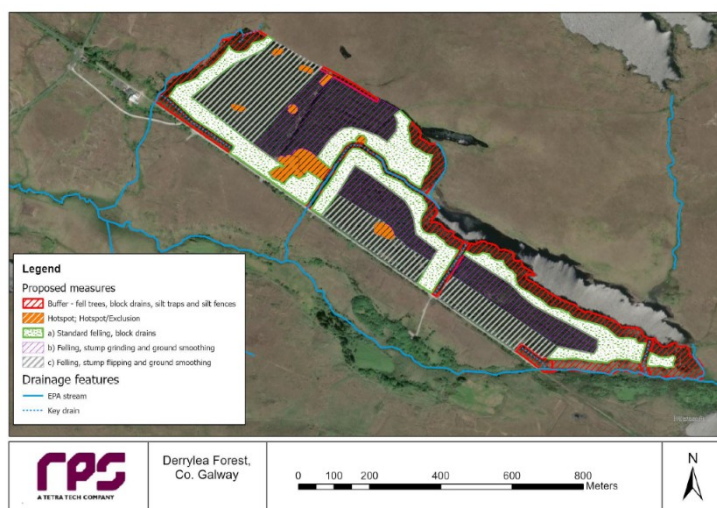 Legend
Proposed measures
Buffer - fell trees, block drains, silt traps and silt fences
Hotspot; Hotspot/Exclusion
a) Standard felling, block drains
b) Felling, stump grinding and ground smoothing
c) Felling, stump flipping and ground smoothing
Drainage features
EPA stream
Key drain
rps
A TETRA TECH COMPANY
Derrylea Forest,
Co. Galway
0 100 200 400 600 800
Meters
N